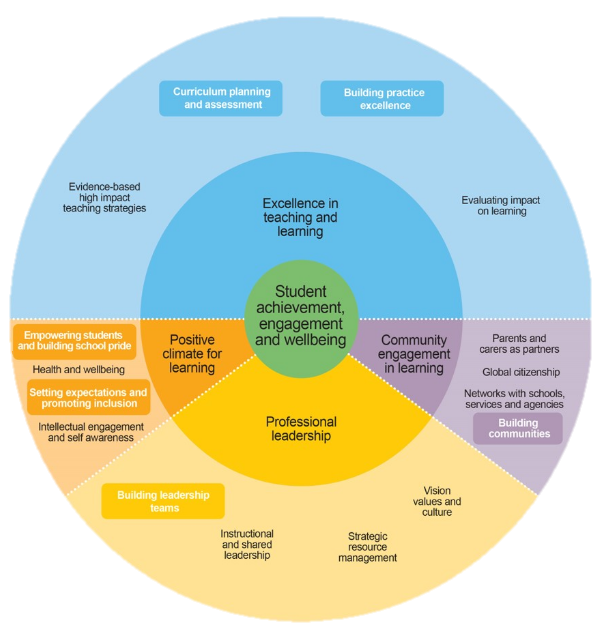 Curriculum planning
and assessment
Building practice
excellence
Evidence-based
high impact
teaching strategies
Excellence in
teaching and
learning
Evaluating impact
on learning
Student
achievement,
engagement
and wellbeing
Empowering students
and building school pride
Health and wellbeing
Setting expectations and
promoting inclusion
Intellectual engagement
and self awareness
Positive
climate for
learning
Community
engagement
in learning
Parents and
carers as partners
Global citizenship
Networks with schools,
services and agencies
Building
communities
Professional
leadership
Building leadership
teams
Instructional
and shared
leadership
Strategic
resource
management
Vision
values and
culture